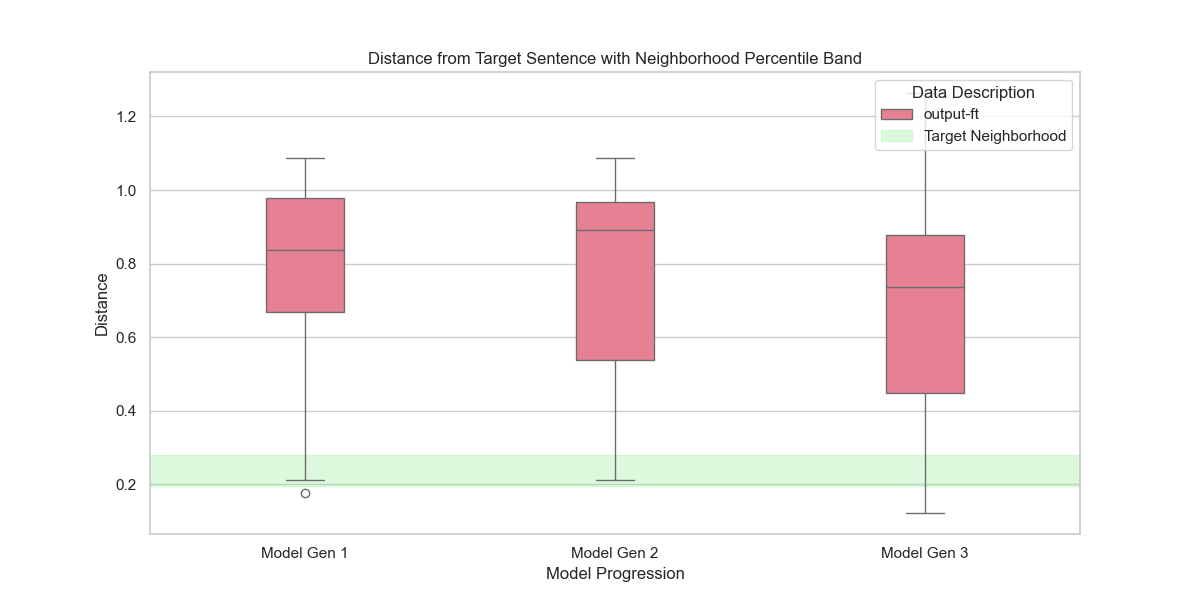 Distance from Target Sentence with Neighborhood Percentile Band
Data Description
output-ft
Target Neighborhood
1.2
1.0
0.8
0.6
0.4
0.2
Distance
Model Gen 1
Model Gen 2
Model Gen 3
Model Progression